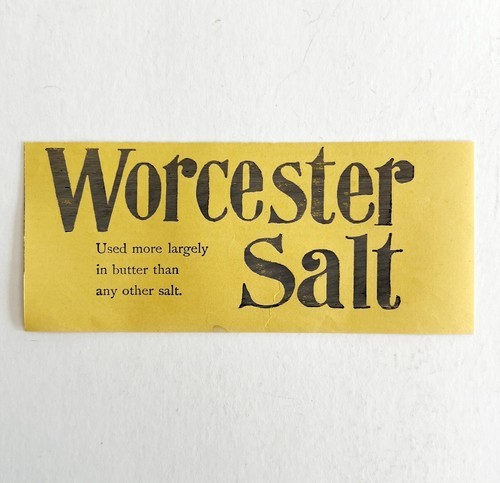 Worcester
Salt
Used more largely
in butter than
any other salt.